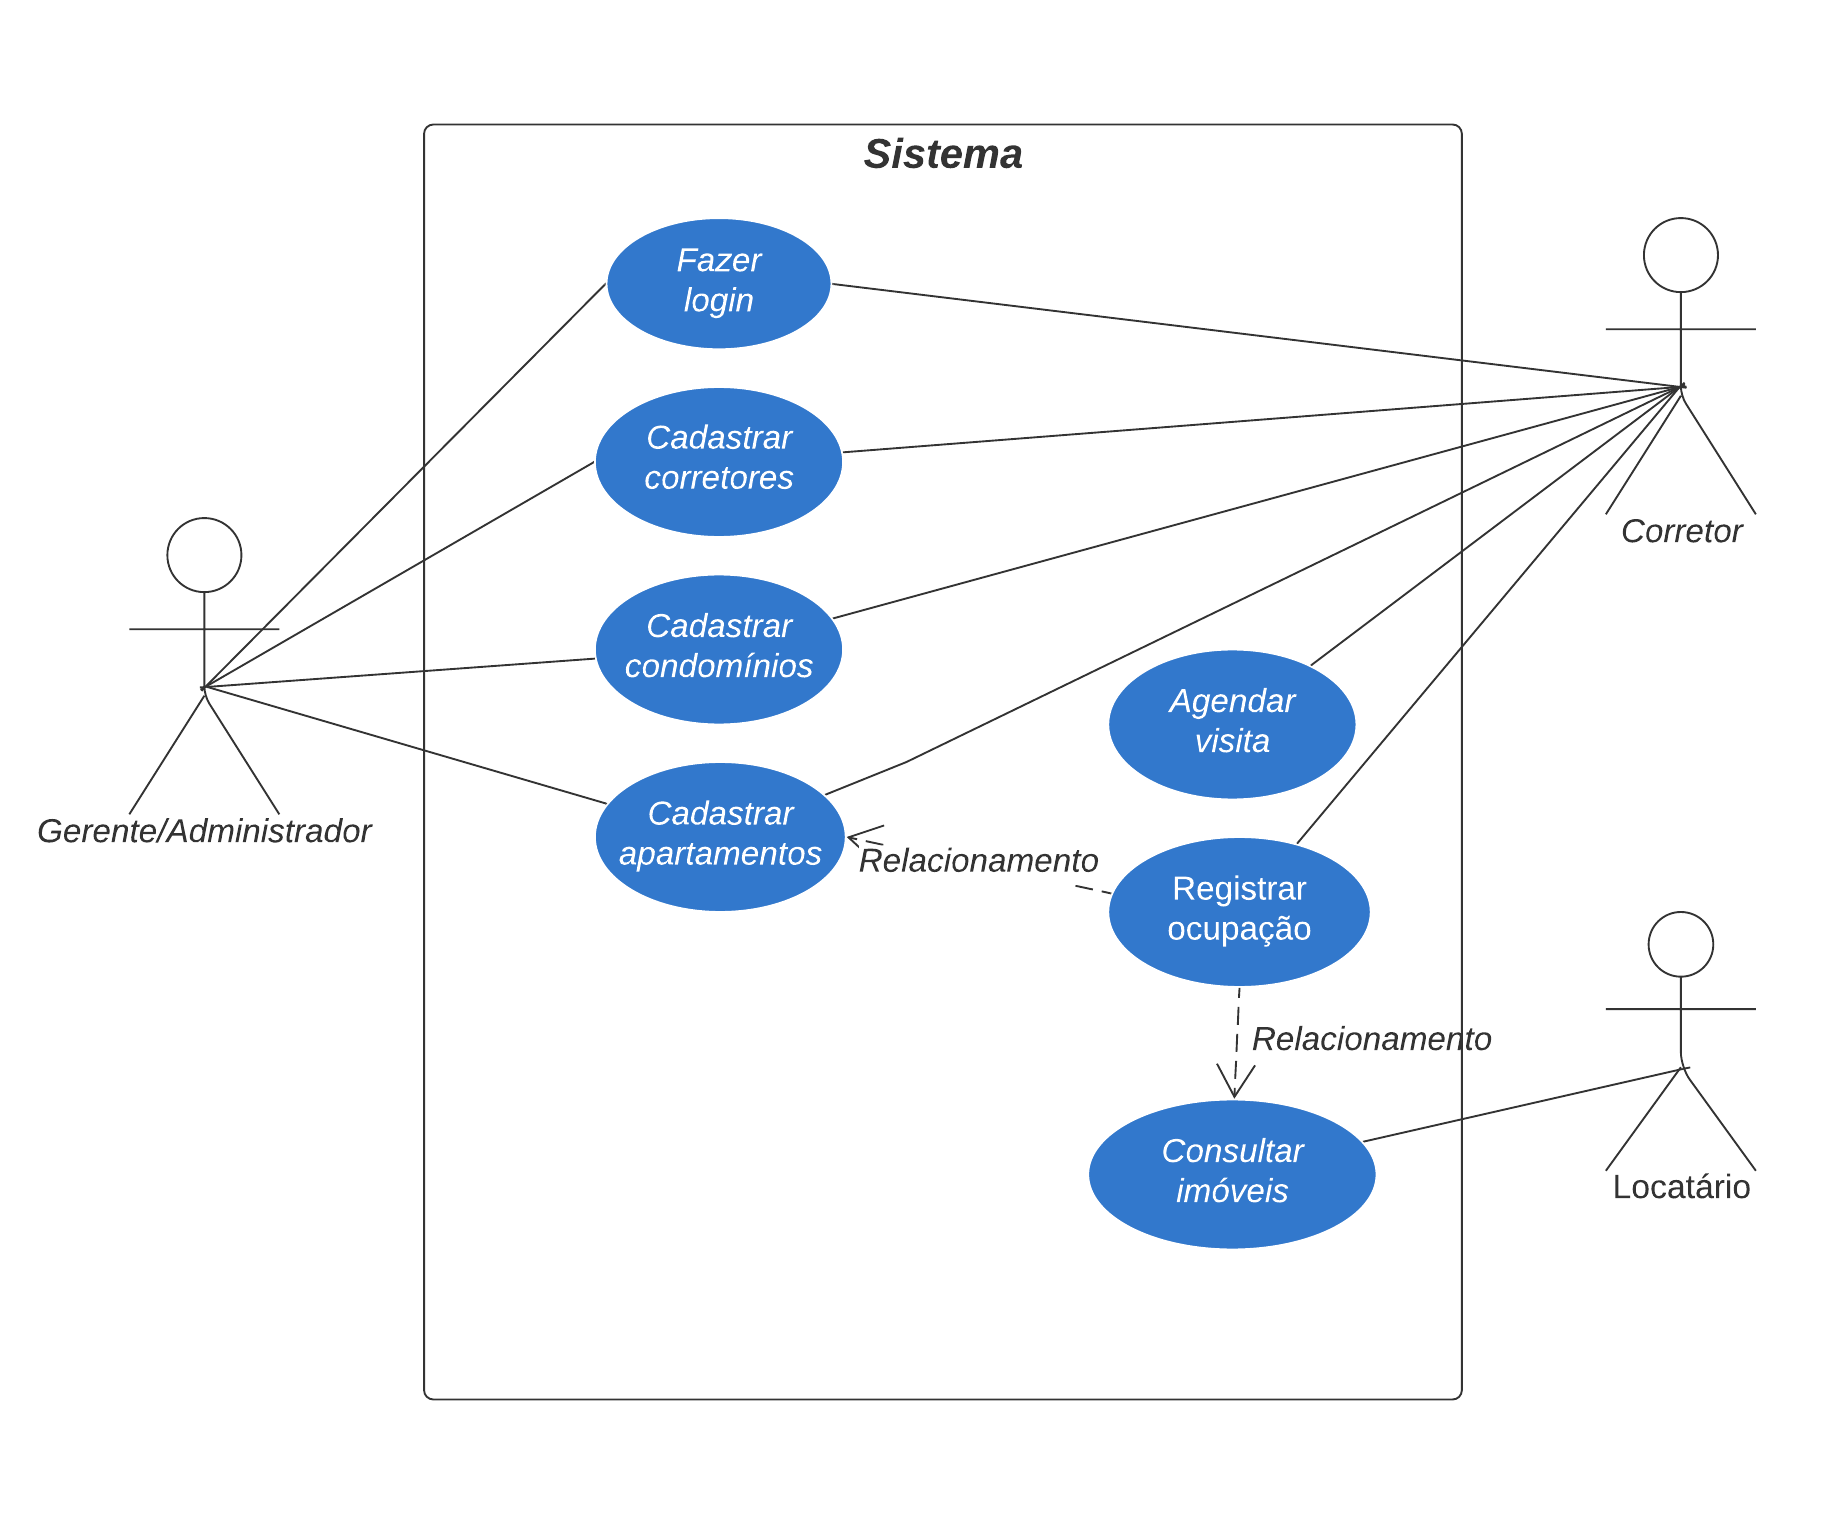 Sistema
Fazer
login
Cadastrar
corretores
Corretor
Cadastrar
condomínios
Agendar
visita
Cadastrar
apartamentos
Gerente/Administrador
Relacionamento
Registrar
ocupação
Relacionamento
Consultar
imóveis
Locatário